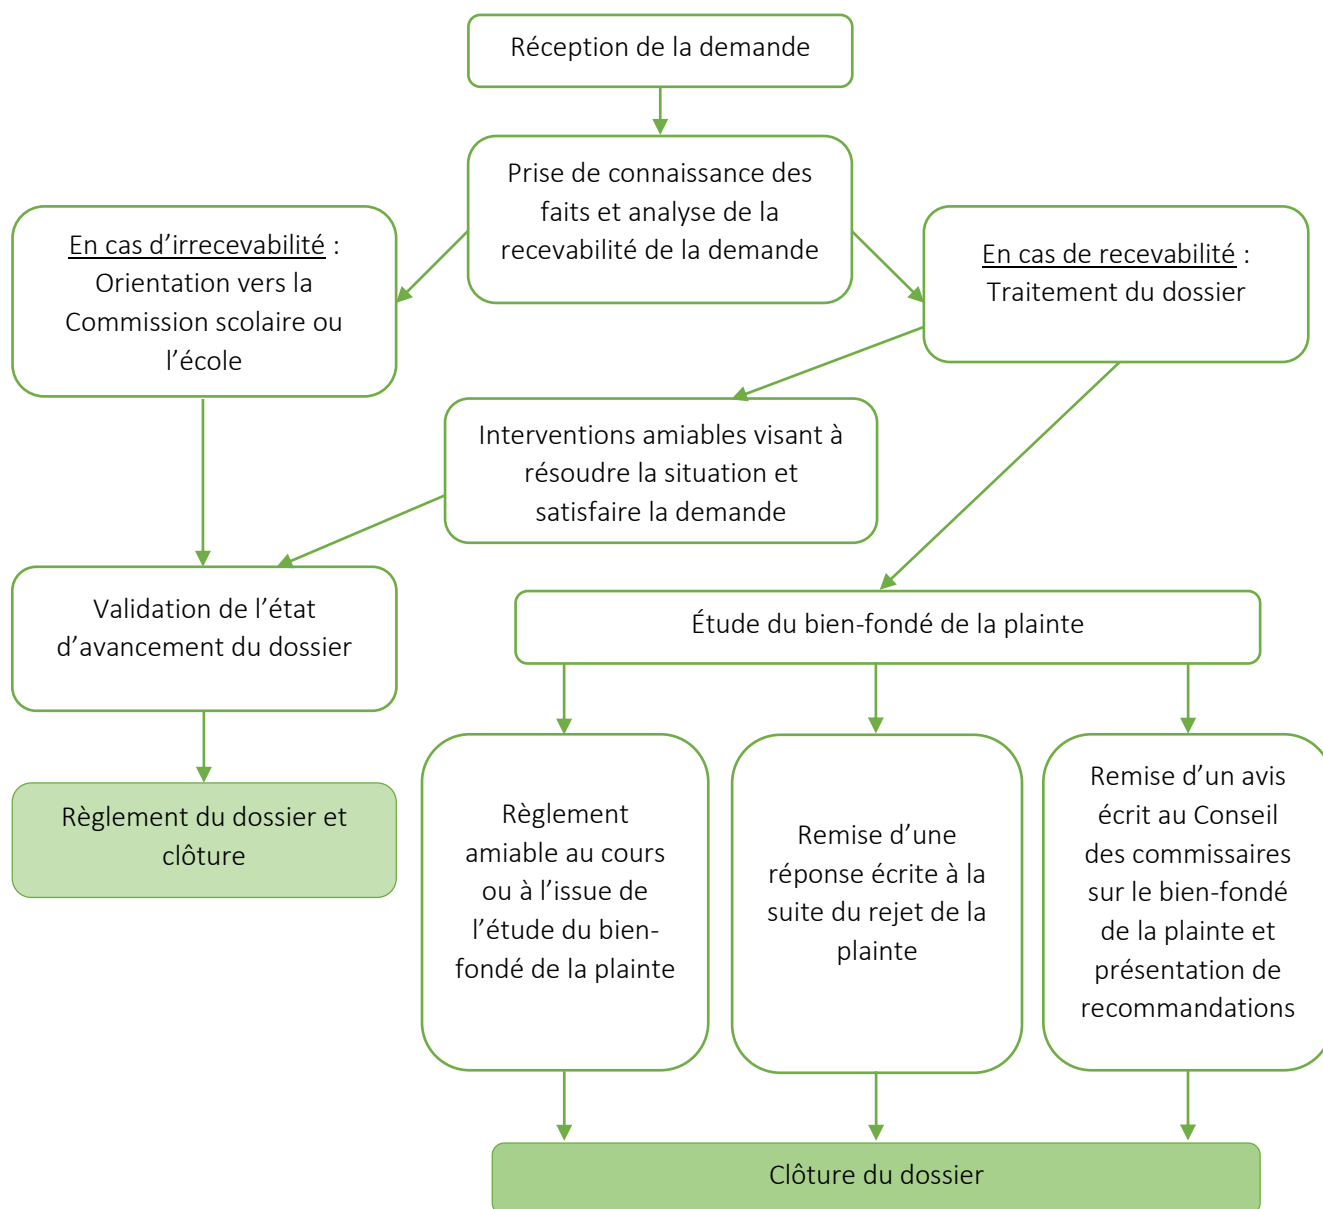 Réception de la demande
Prise de connaissance des
faits et analyse de la
recevabilité de la demande
En cas d’irrecevabilité :
Orientation vers la
Commission scolaire ou
l’école
En cas de recevabilité :
Traitement du dossier
Interventions amiables visant à
résoudre la situation et
satisfaire la demande
Validation de l’état
d’avancement du dossier
Étude du bien-fondé de la plainte
Règlement du dossier et
clôture
Règlement
amiable au cours
ou à l’issue de
l’étude du bien-
fondé de la plainte
Remise d’une
réponse écrite à la
suite du rejet de la
plainte
Remise d’un avis
écrit au Conseil
des commissaires
sur le bien-fondé
de la plainte et
présentation de
recommandations
Clôture du dossier